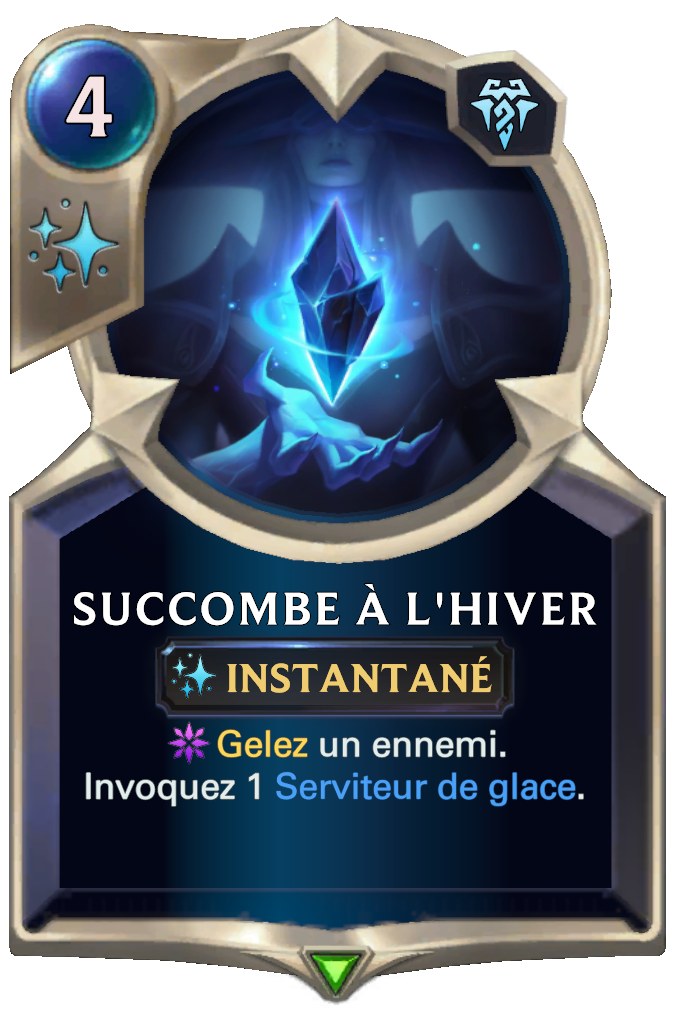 4
SUCCOMBE À L'HIVER
INSTANTANÉ
Gelez un ennemi.
Invoquez 1 Serviteur de glace.